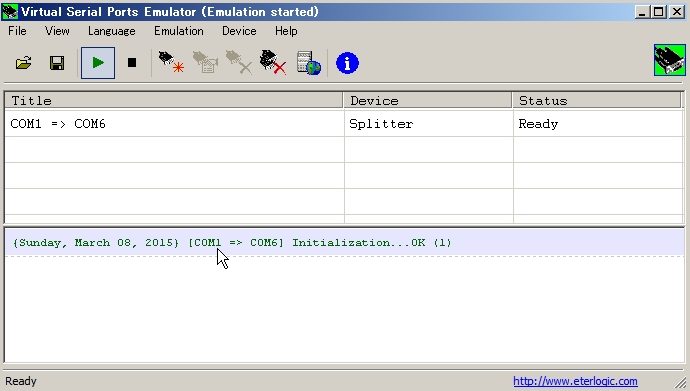 Virtual Serial Ports Emulator (Emulation started)
File View Language Emulation Device Help
Title Device Status
COM1 => COM6 Splitter Ready
{Sunday, March 08, 2015} [COM1 => COM6] Initialization...OK (1)
Ready http://www.eterlogic.com